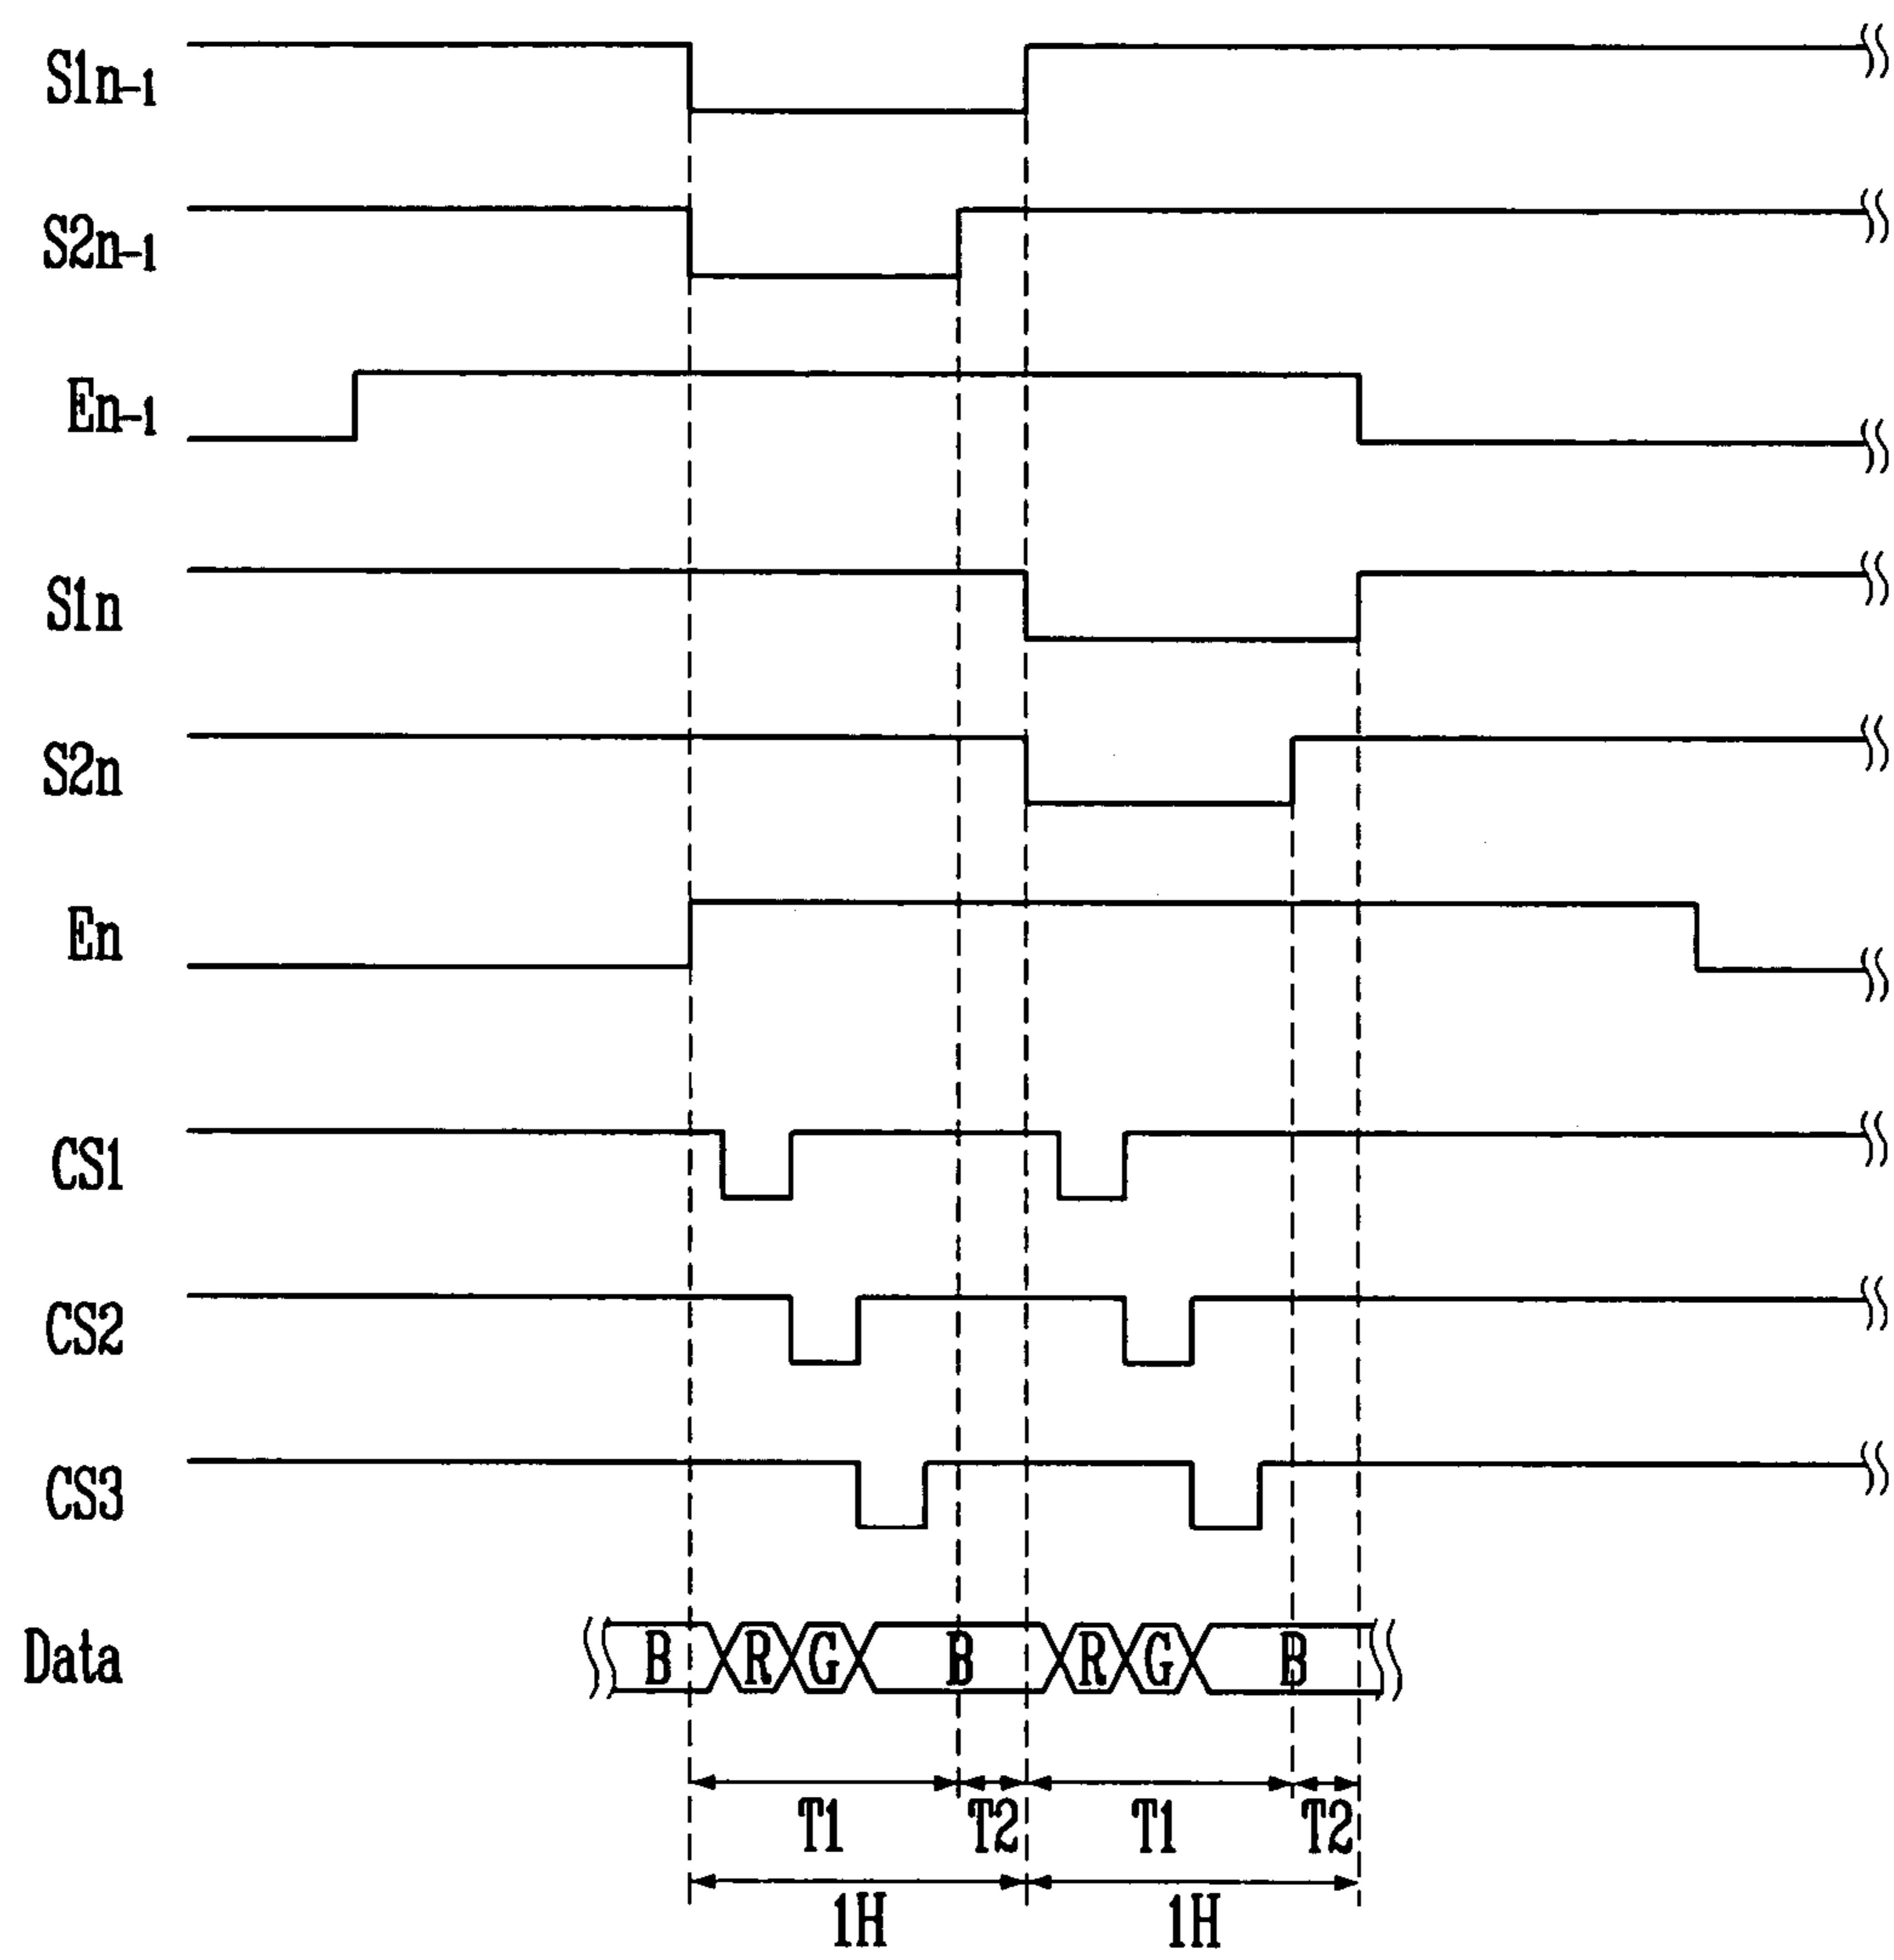 S1n-1
S2n-1
En-1
S1n
S2n
En
CS1
CS2
CS3
Data B R G B R G B
T1 T2 T1 T2
1H 1H